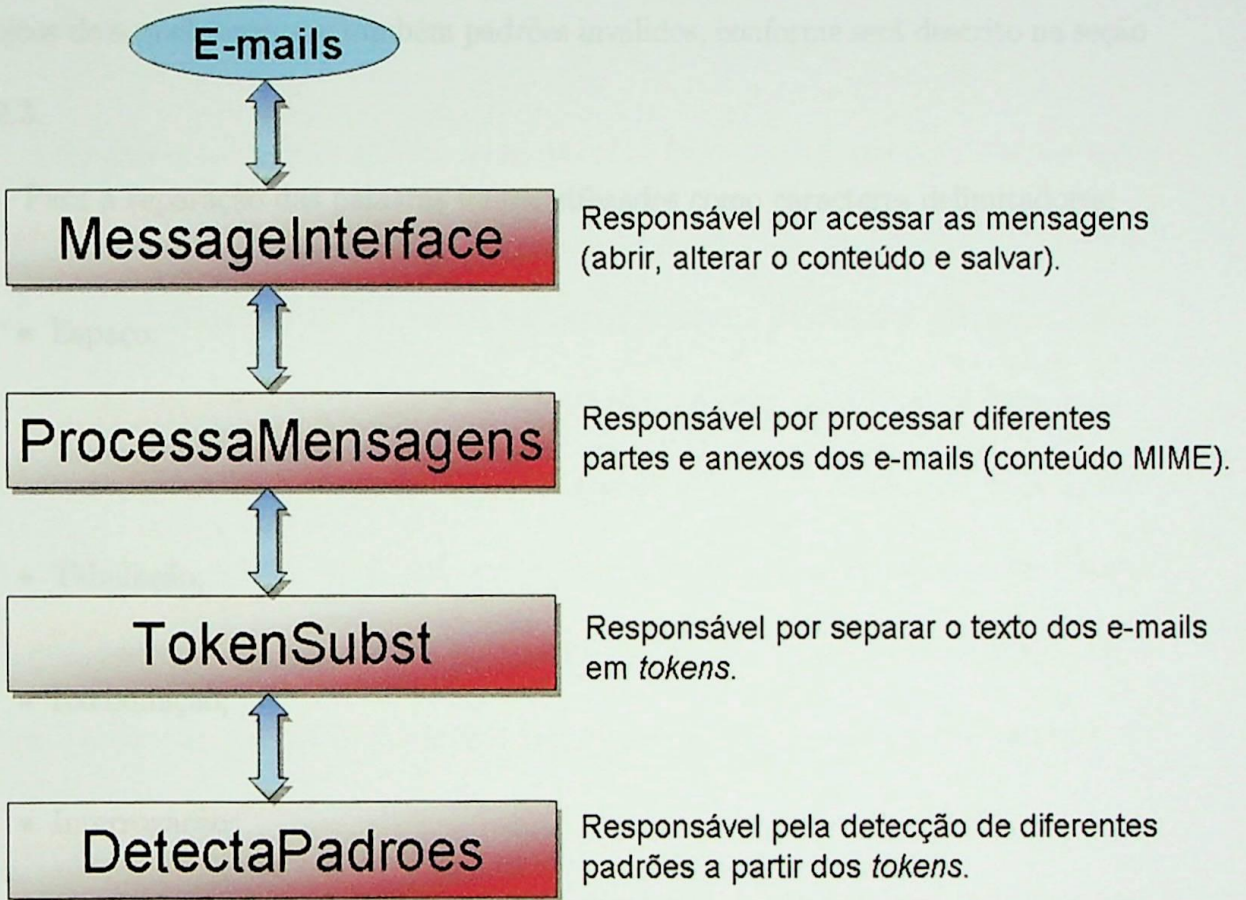 E-mails
MessageInterface
Responsável por acessar as mensagens
(abrir, alterar o conteúdo e salvar).
ProcessaMensagens
Responsável por processar diferentes
partes e anexos dos e-mails (conteúdo MIME).
TokenSubst
Responsável por separar o texto dos e-mails
em tokens.
DetectaPadroes
Responsável pela detecção de diferentes
padrões a partir dos tokens.